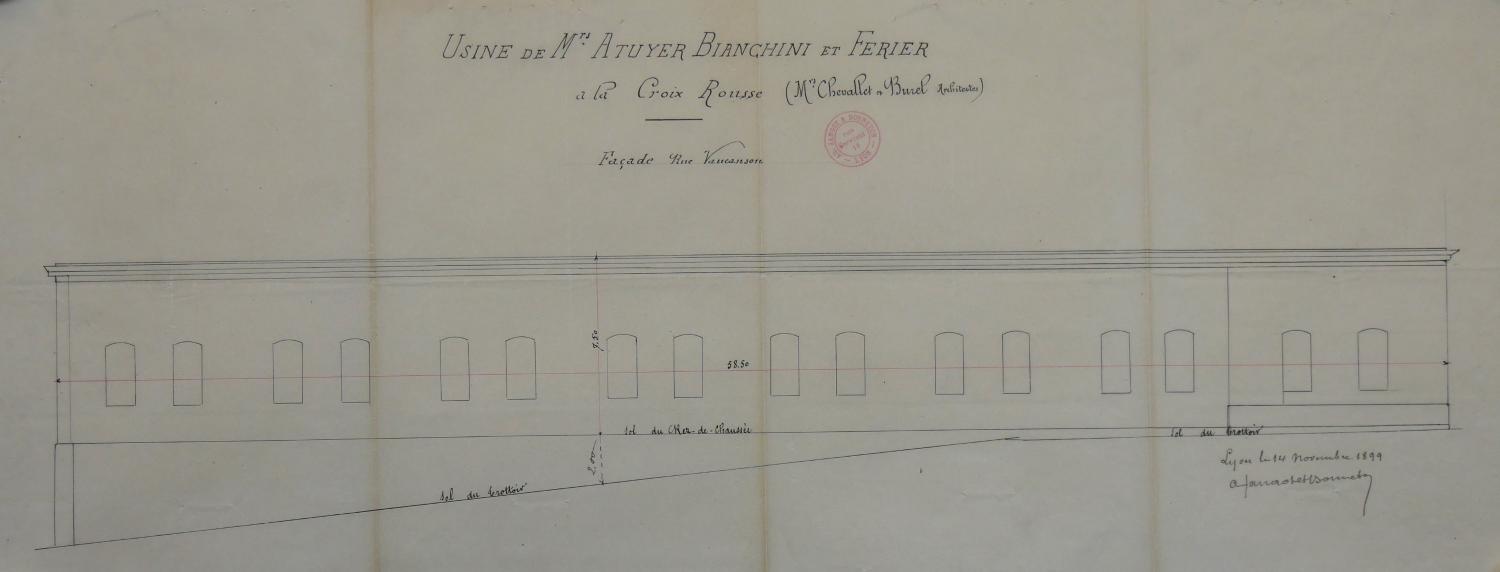 USINE DE Mrs ATUYER BIANCHINI ET FERIER
a la Croix Rousse (Mrs Chevallet & Burel Architectes)
Façade Rue Vaucanson
7.50
58.50
Sol du Rez-de-Chaussée
Sol du trottoir
2.00
Sol du trottoir
Lyon le 14 Novembre 1899